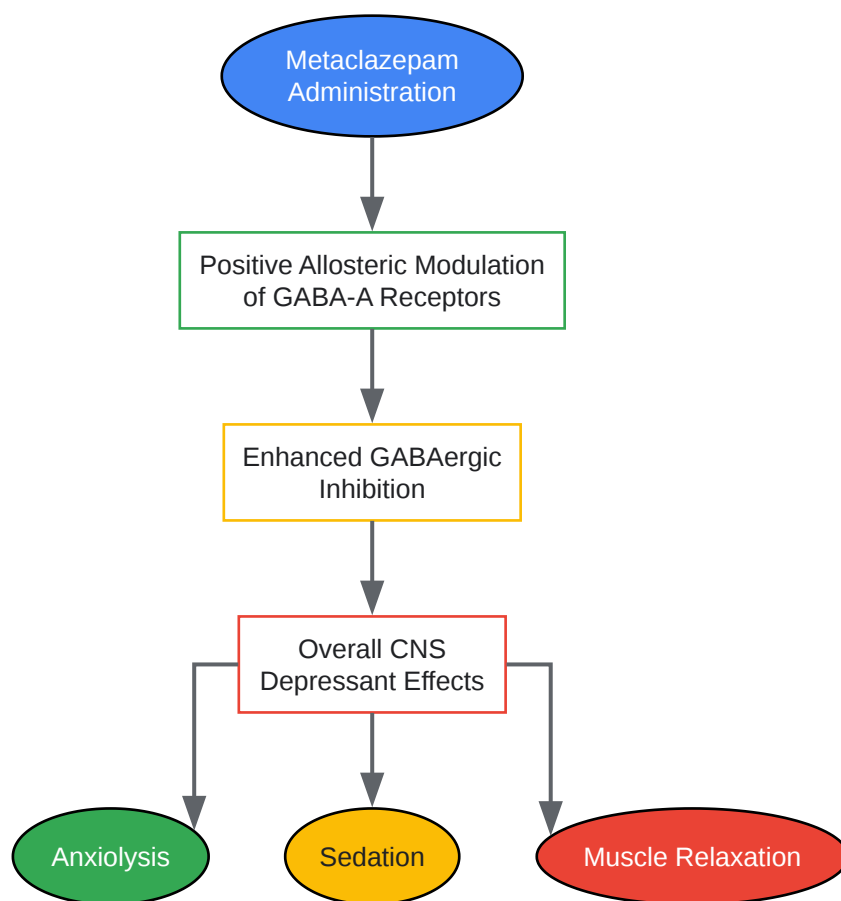 Metaclazepam
Administration
Positive Allosteric Modulation
of GABA-A Receptors
Enhanced GABAergic
Inhibition
Overall CNS
Depressant Effects
Anxiolysis
Sedation
Muscle Relaxation